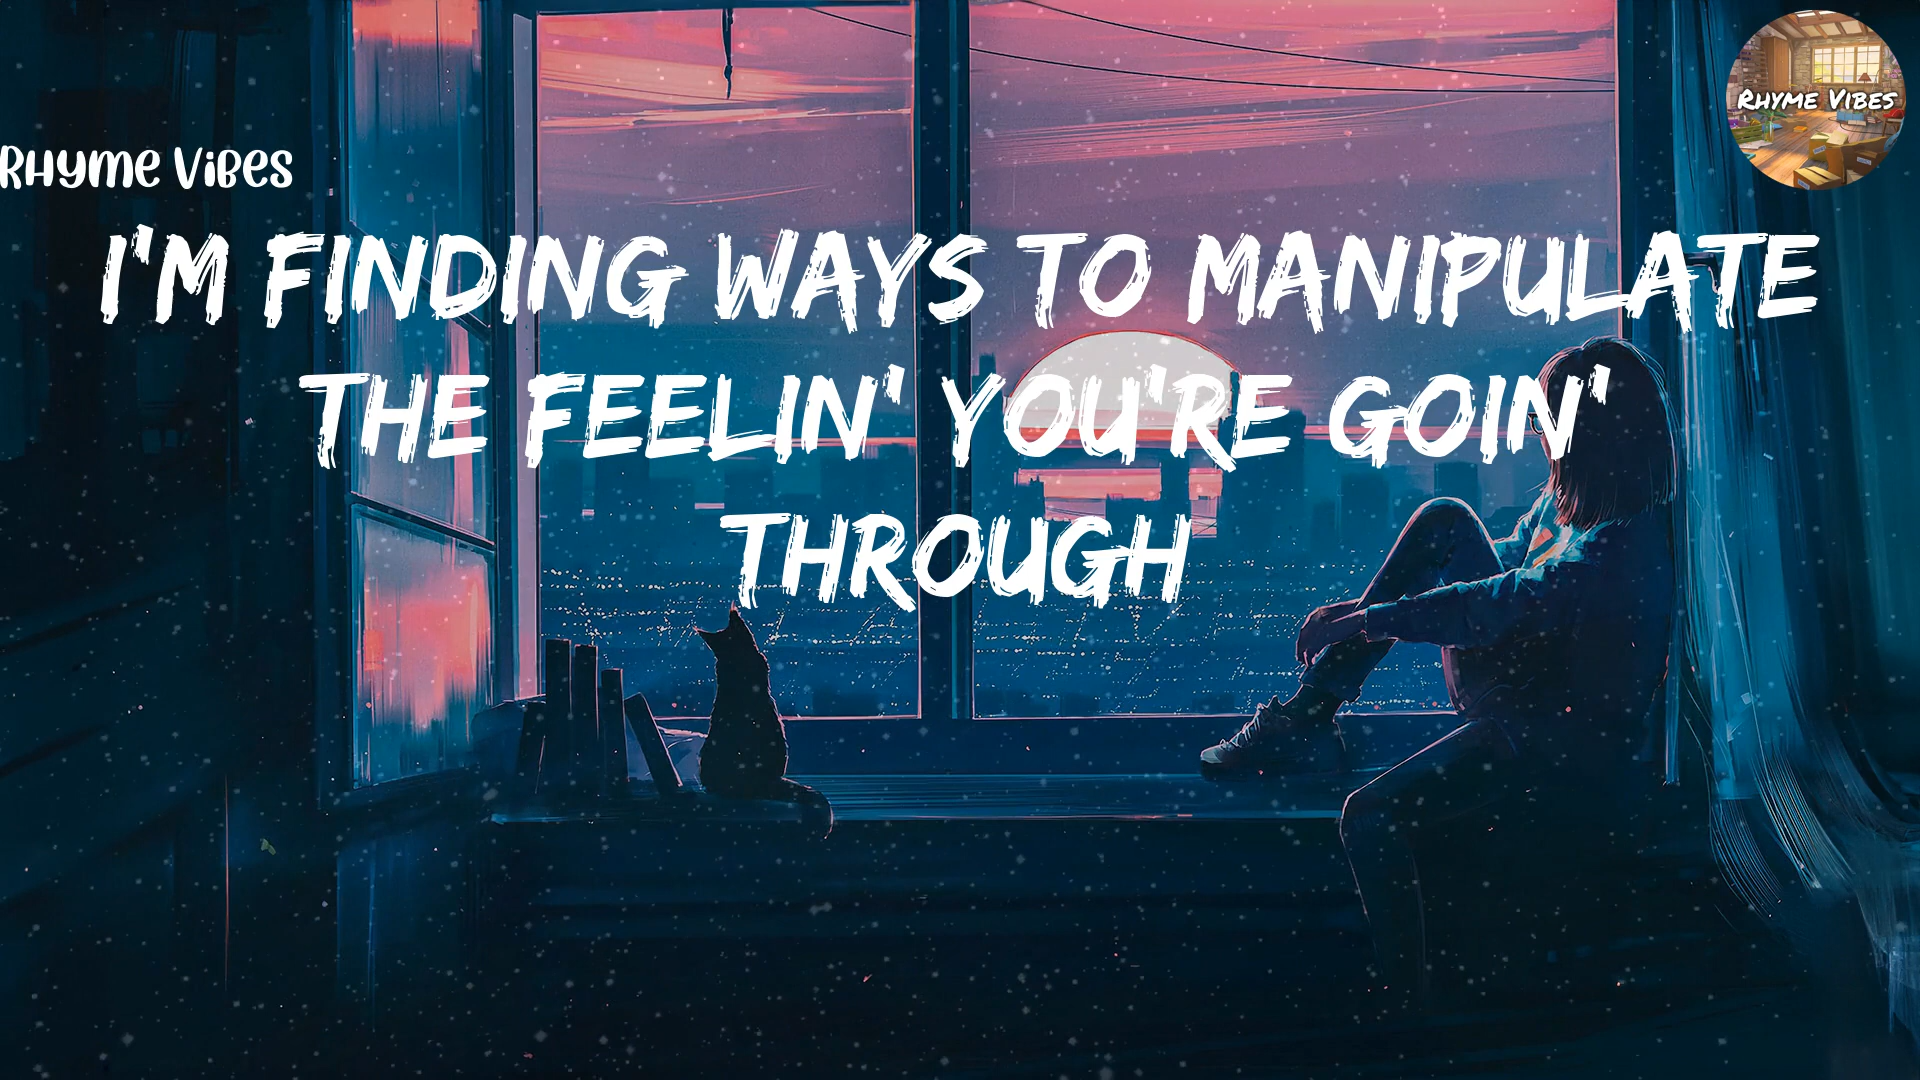 Rhyme Vibes
Rhyme Vibes
I'M FINDING WAYS TO MANIPULATE
THE FEELIN' YOU'RE GOIN'
THROUGH